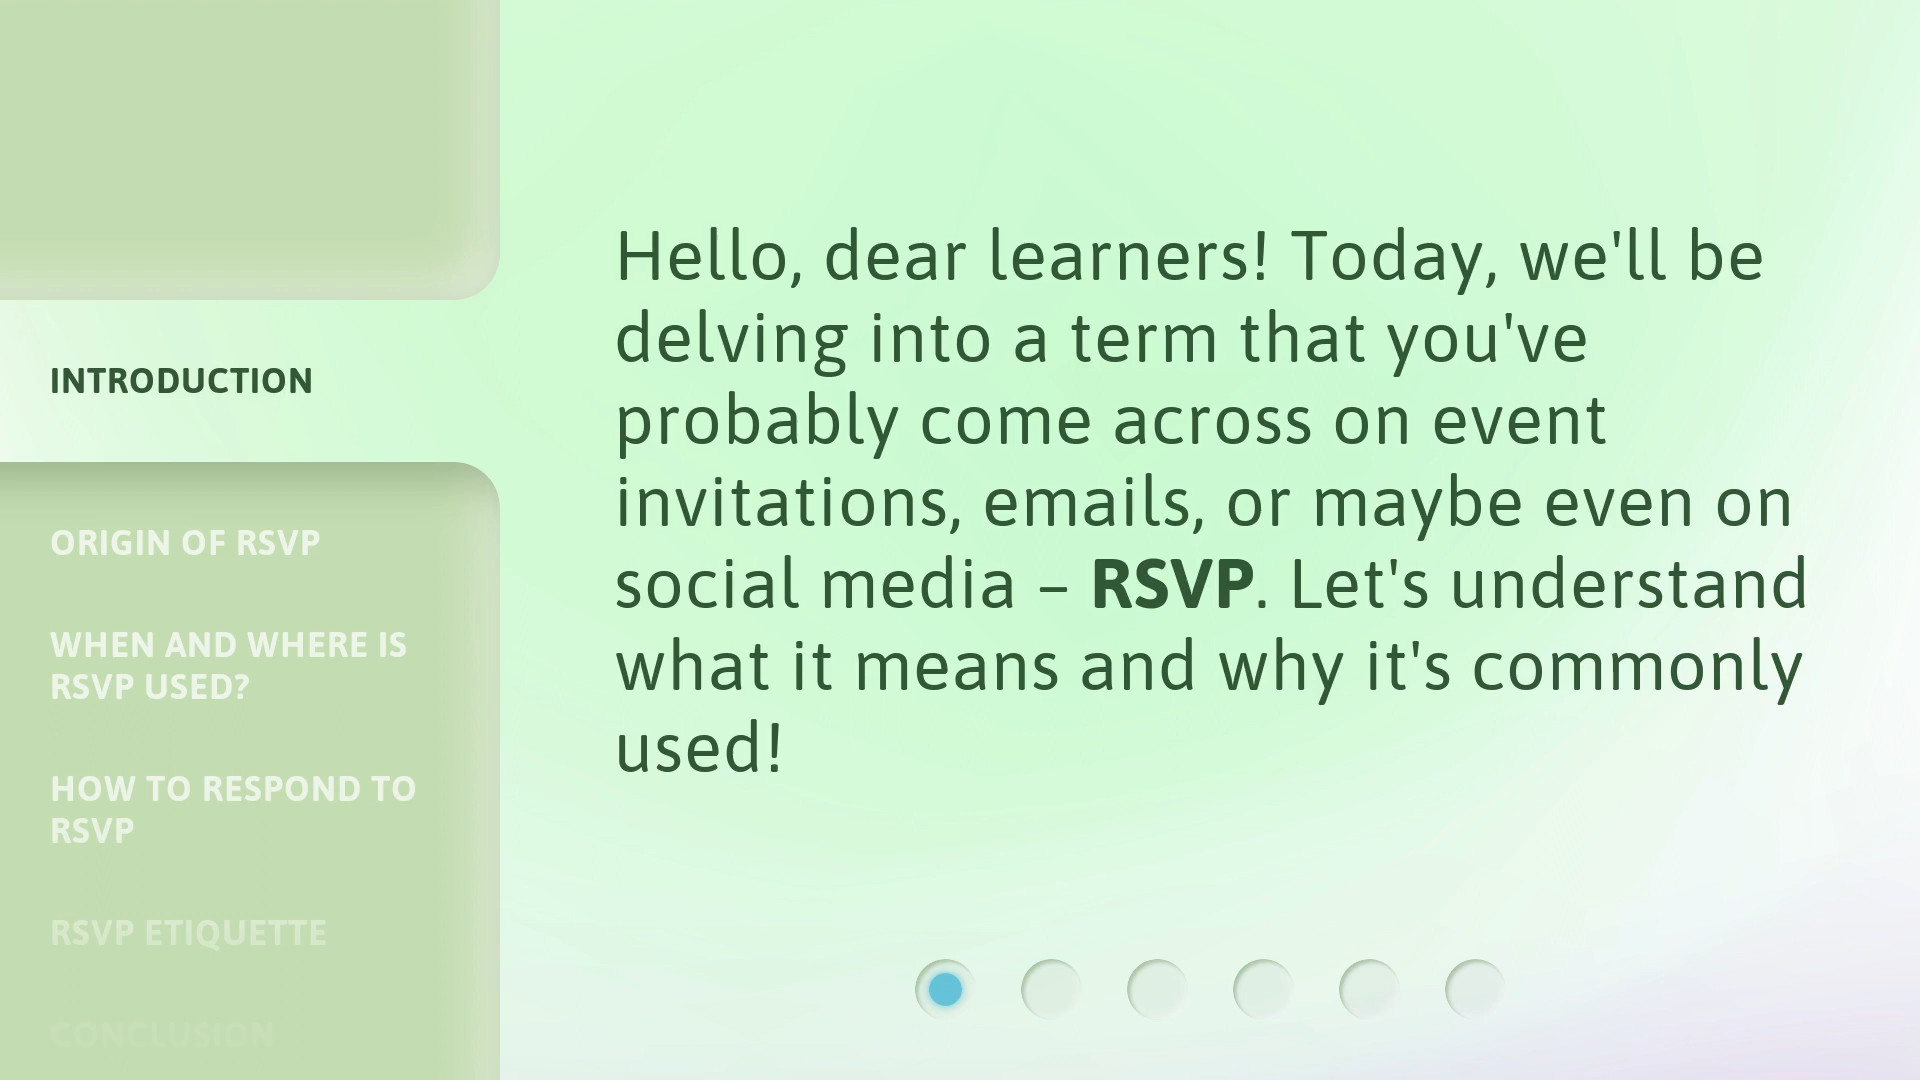 INTRODUCTION
ORIGIN OF RSVP
WHEN AND WHERE IS
RSVP USED?
HOW TO RESPOND TO
RSVP
RSVP ETIQUETTE
CONCLUSION
Hello, dear learners! Today, we'll be
delving into a term that you've
probably come across on event
invitations, emails, or maybe even on
social media – RSVP. Let's understand
what it means and why it's commonly
used!